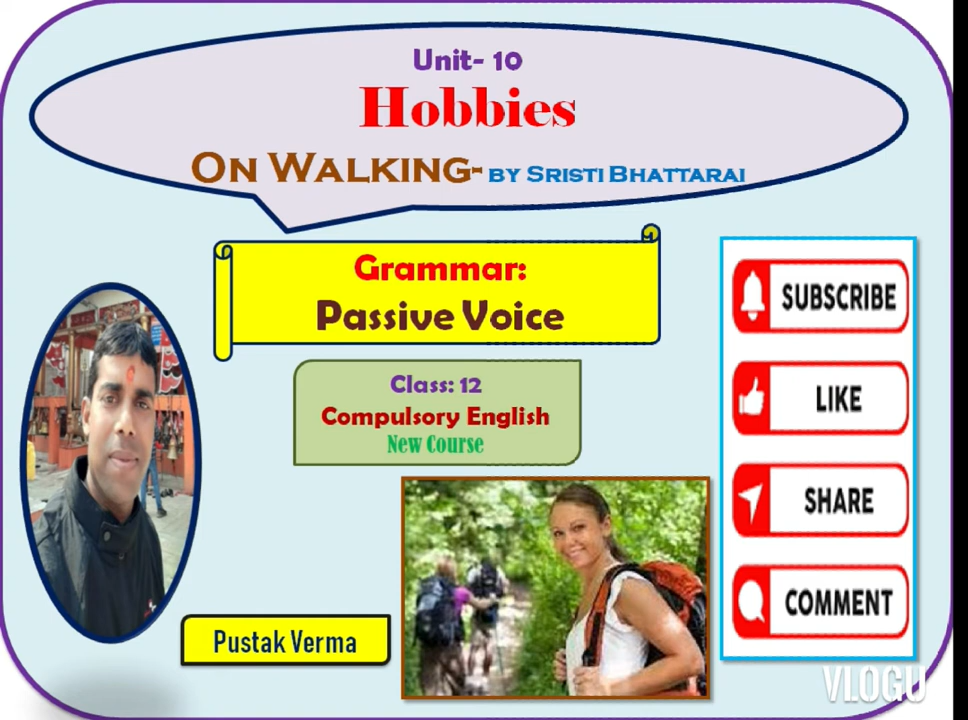 Unit- 10
Hobbies
ON WALKING- BY SRISTI BHATTARAI
Grammar:
Passive Voice
Class: 12
Compulsory English
New Course
SUBSCRIBE
LIKE
SHARE
COMMENT
Pustak Verma
VLOGU